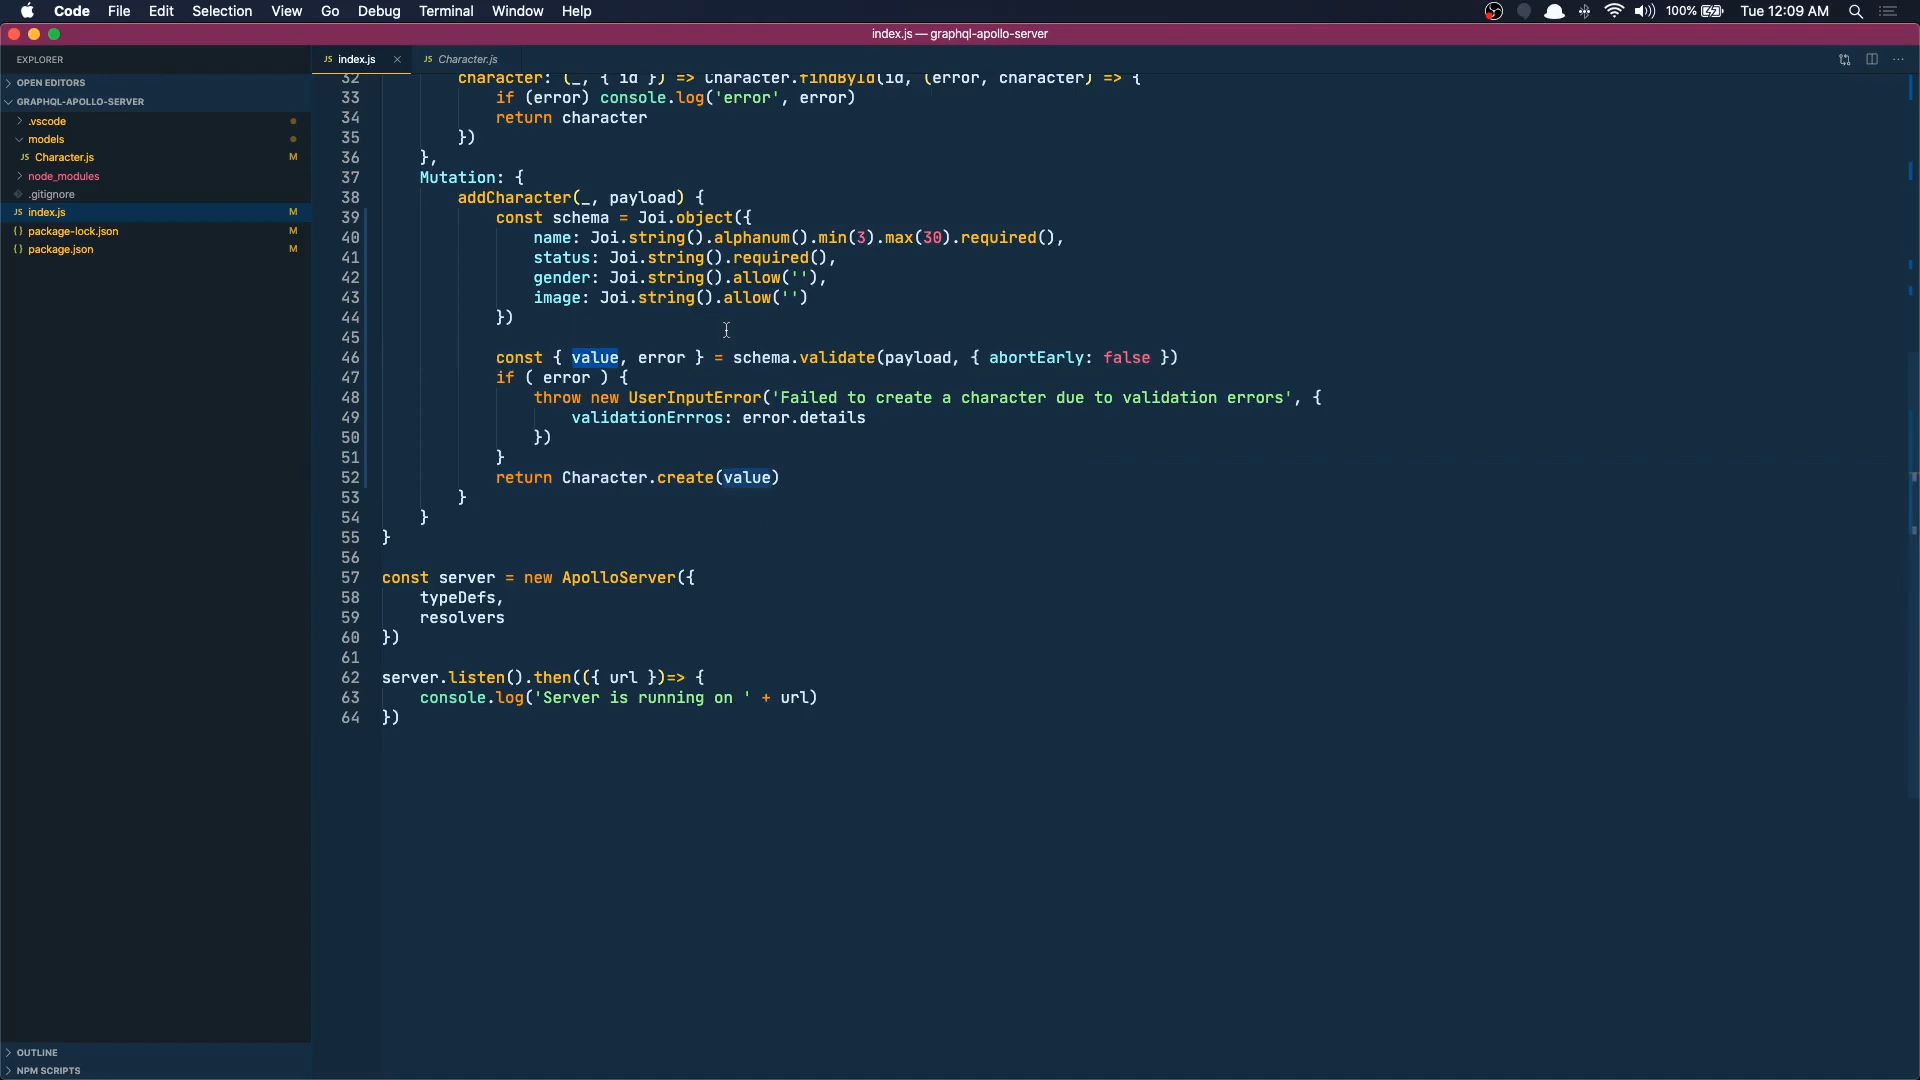 Code File Edit Selection View Go Debug Terminal Window Help 100% Tue 12:09 AM
index.js — graphql-apollo-server
EXPLORER
OPEN EDITORS
GRAPHQL-APOLLO-SERVER
.vscode
models
JS Character.js M
node_modules
.gitignore
JS index.js M
{} package-lock.json M
{} package.json M
OUTLINE
NPM SCRIPTS
JS index.js JS Character.js
32 character: (_, { id }) => Character.findById(id, (error, character) => {
33 if (error) console.log('error', error)
34 return character
35 })
36 },
37 Mutation: {
38 addCharacter(_, payload) {
39 const schema = Joi.object({
40 name: Joi.string().alphanum().min(3).max(30).required(),
41 status: Joi.string().required(),
42 gender: Joi.string().allow(''),
43 image: Joi.string().allow('')
44 })
45
46 const { value, error } = schema.validate(payload, { abortEarly: false })
47 if ( error ) {
48 throw new UserInputError('Failed to create a character due to validation errors', {
49 validationErrros: error.details
50 })
51 }
52 return Character.create(value)
53 }
54 }
55 }
56
57 const server = new ApolloServer({
58 typeDefs,
59 resolvers
60 })
61
62 server.listen().then(({ url })=> {
63 console.log('Server is running on ' + url)
64 })